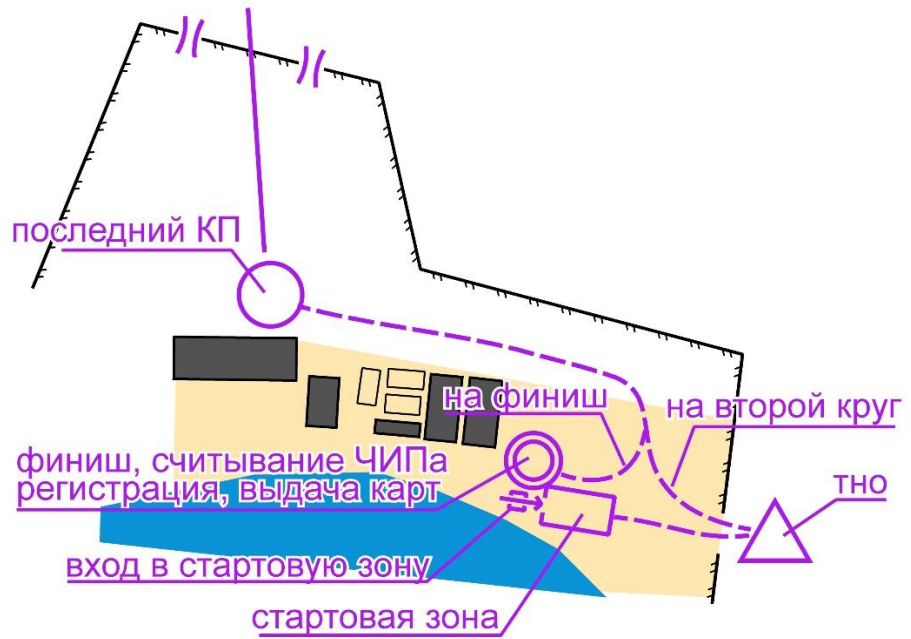 последний КП
на финиш
на второй круг
финиш, считывание ЧИПа
регистрация, выдача карт
тно
вход в стартовую зону
стартовая зона